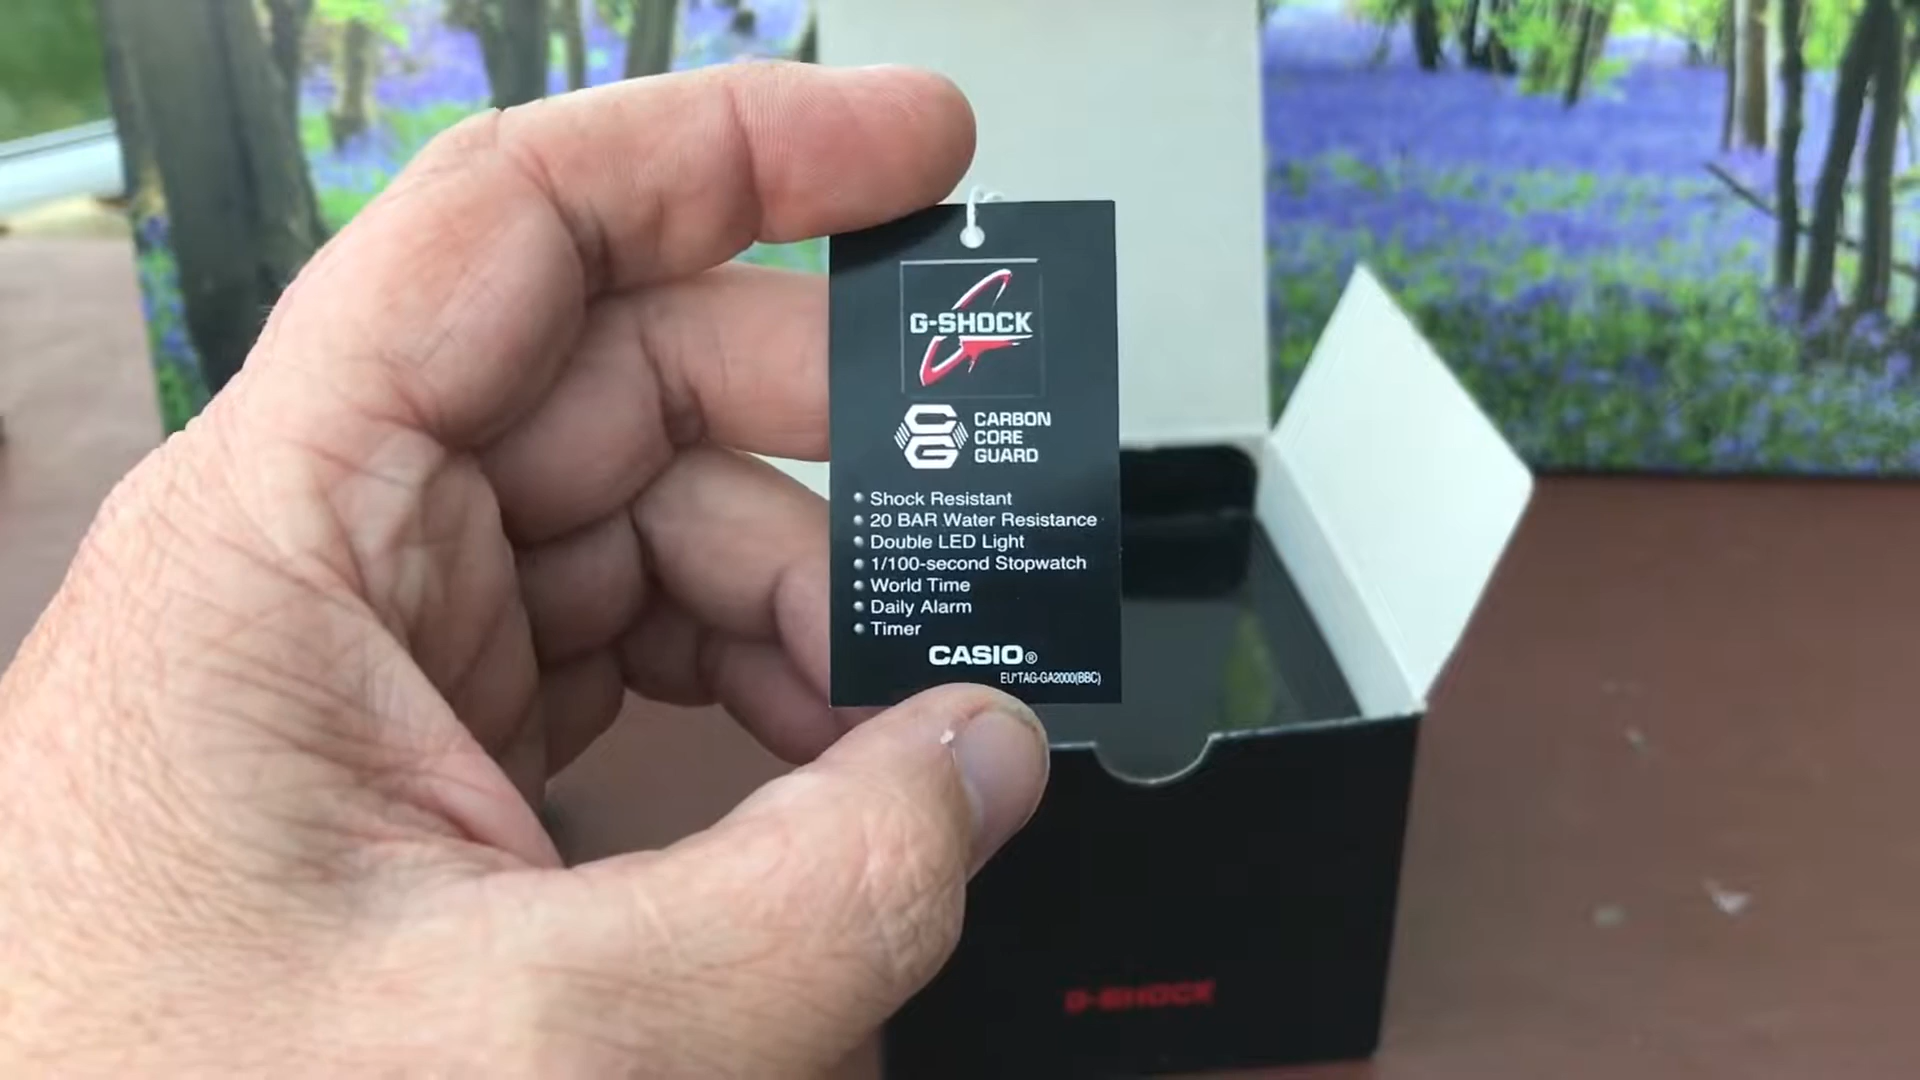 G-SHOCK
CARBON
CORE
GUARD
Shock Resistant
20 BAR Water Resistance
Double LED Light
1/100-second Stopwatch
World Time
Daily Alarm
Timer
CASIO®
EU*TAG-GA2000(BBC)
G-SHOCK